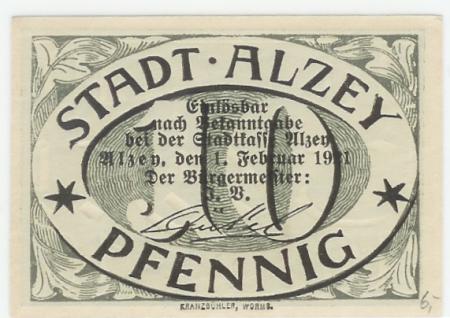 STADT · ALZEY
Einlösbar
nach Bekanntgabe
bei der Stadtkasse Alzey
Alzey, den 1. Februar 1921
Der Bürgermeister:
J. V.
PFENNIG
KRANZBÜHLER, WORMS.
6,-